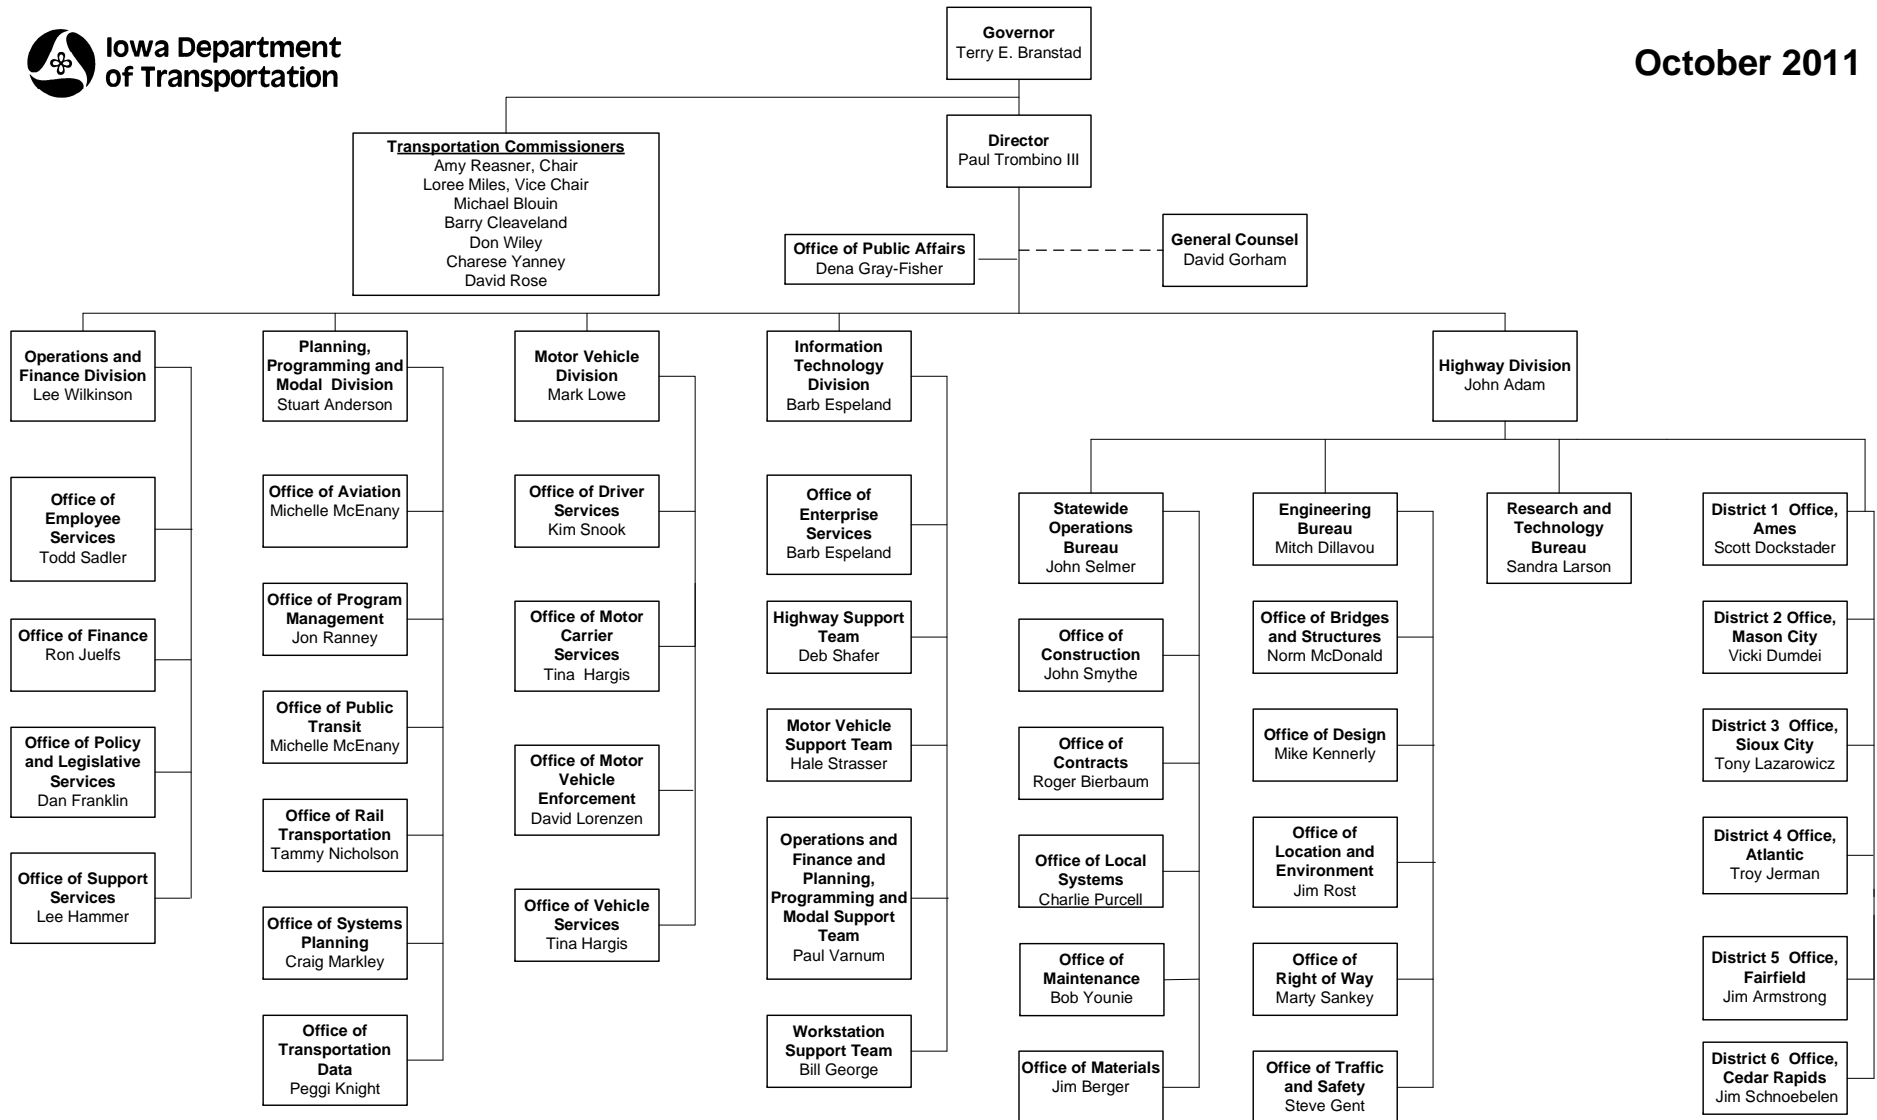 Iowa Department
of Transportation
October 2011
Governor
Terry E. Branstad
Director
Paul Trombino III
Transportation Commissioners
Amy Reasner, Chair
Loree Miles, Vice Chair
Michael Blouin
Barry Cleaveland
Don Wiley
Charese Yanney
David Rose
Office of Public Affairs
Dena Gray-Fisher
General Counsel
David Gorham
Operations and
Finance Division
Lee Wilkinson
Office of
Employee
Services
Todd Sadler
Office of Finance
Ron Juelfs
Office of Policy
and Legislative
Services
Dan Franklin
Office of Support
Services
Lee Hammer
Planning,
Programming and
Modal Division
Stuart Anderson
Office of Aviation
Michelle McEnany
Office of Program
Management
Jon Ranney
Office of Public
Transit
Michelle McEnany
Office of Rail
Transportation
Tammy Nicholson
Office of Systems
Planning
Craig Markley
Office of
Transportation
Data
Peggi Knight
Motor Vehicle
Division
Mark Lowe
Office of Driver
Services
Kim Snook
Office of Motor
Carrier
Services
Tina Hargis
Office of Motor
Vehicle
Enforcement
David Lorenzen
Office of Vehicle
Services
Tina Hargis
Information
Technology
Division
Barb Espeland
Office of
Enterprise
Services
Barb Espeland
Highway Support
Team
Deb Shafer
Motor Vehicle
Support Team
Hale Strasser
Operations and
Finance and
Planning,
Programming and
Modal Support
Team
Paul Varnum
Workstation
Support Team
Bill George
Highway Division
John Adam
Statewide
Operations
Bureau
John Selmer
Office of
Construction
John Smythe
Office of
Contracts
Roger Bierbaum
Office of Local
Systems
Charlie Purcell
Office of
Maintenance
Bob Younie
Office of Materials
Jim Berger
Engineering
Bureau
Mitch Dillavou
Office of Bridges
and Structures
Norm McDonald
Office of Design
Mike Kennerly
Office of
Location and
Environment
Jim Rost
Office of
Right of Way
Marty Sankey
Office of Traffic
and Safety
Steve Gent
Research and
Technology
Bureau
Sandra Larson
District 1 Office,
Ames
Scott Dockstader
District 2 Office,
Mason City
Vicki Dumdei
District 3 Office,
Sioux City
Tony Lazarowicz
District 4 Office,
Atlantic
Troy Jerman
District 5 Office,
Fairfield
Jim Armstrong
District 6 Office,
Cedar Rapids
Jim Schnoebelen